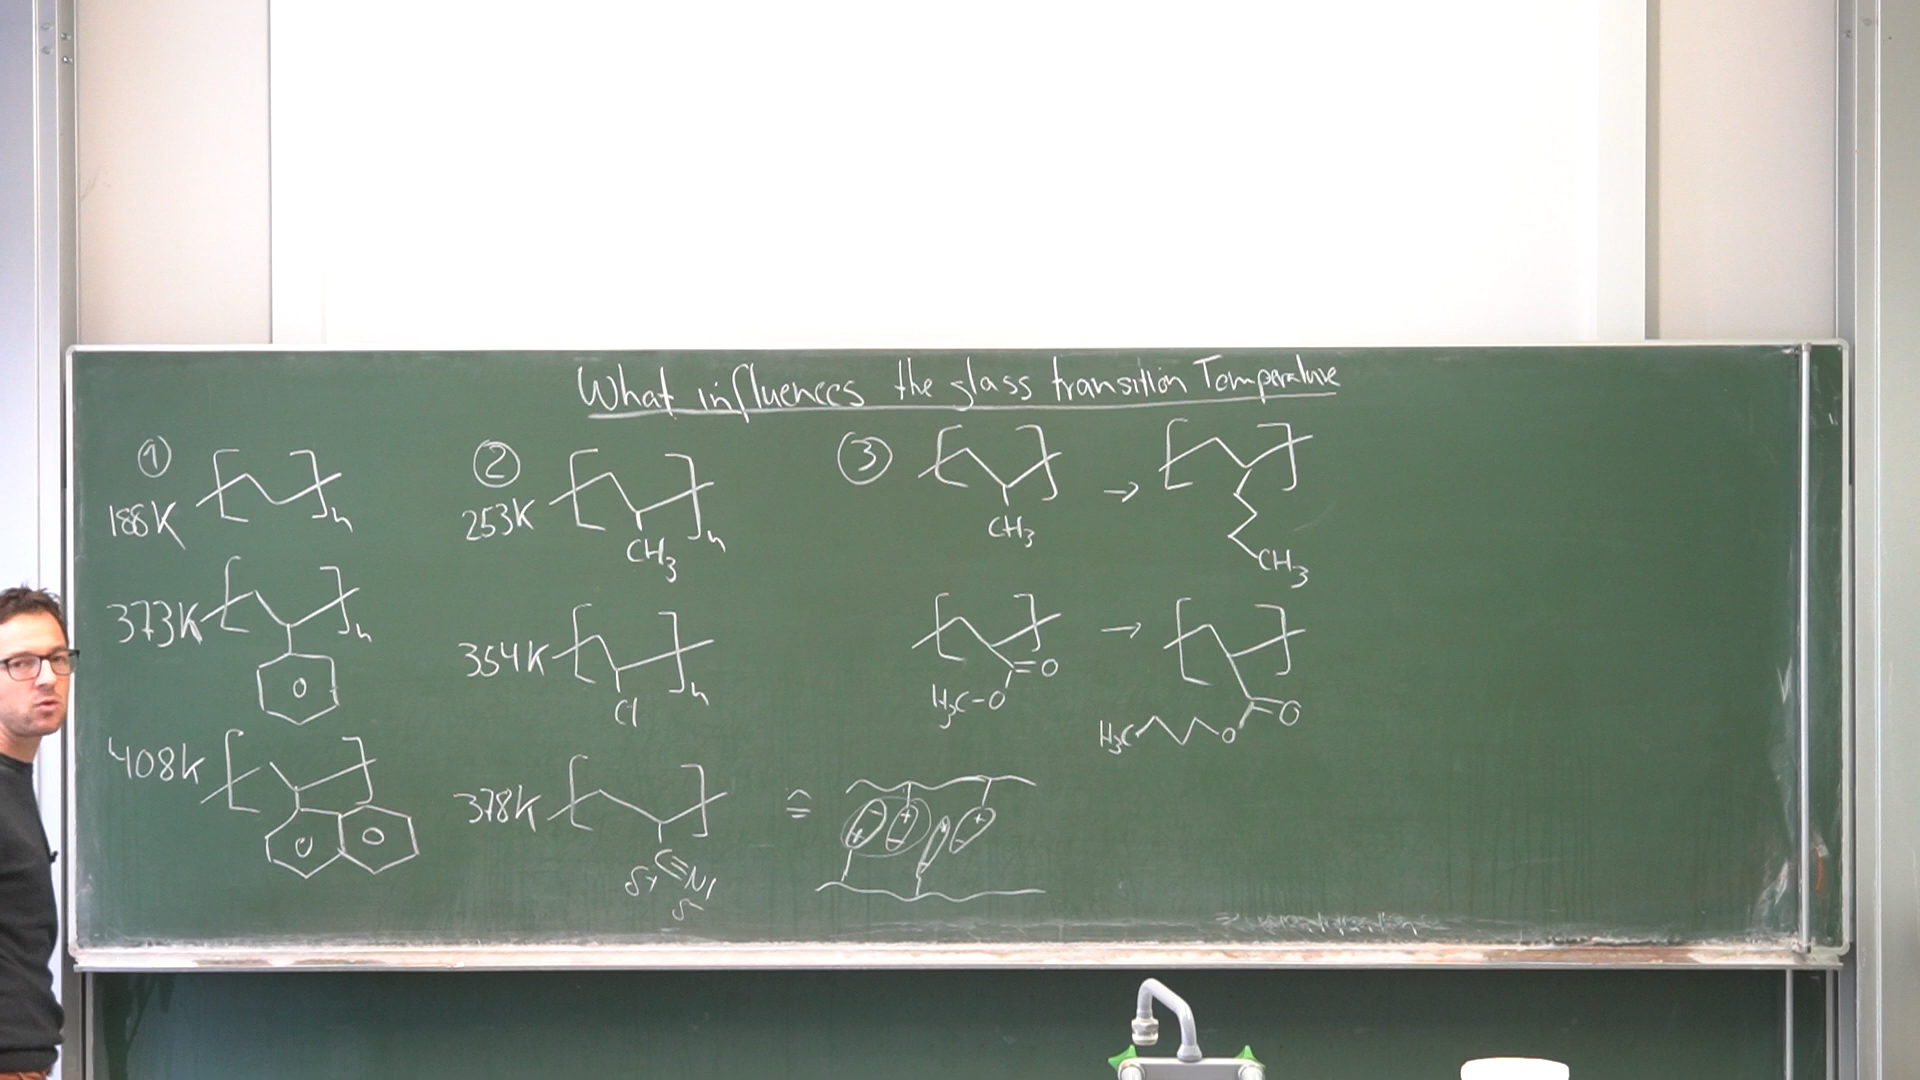 What influences the glass transition Temperature
①
188K
n
373K
n
408K
②
253K
CH3
n
354K
Cl
n
378K
δ+ C≡N|
δ-
≙
- + + -
+ - -
③
CH3
→
CH3
=O
H3C-O
→
O
H3C O